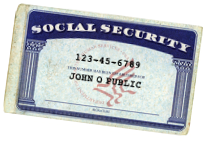 SOCIAL SECURITY
123-45-6789
JOHN Q PUBLIC